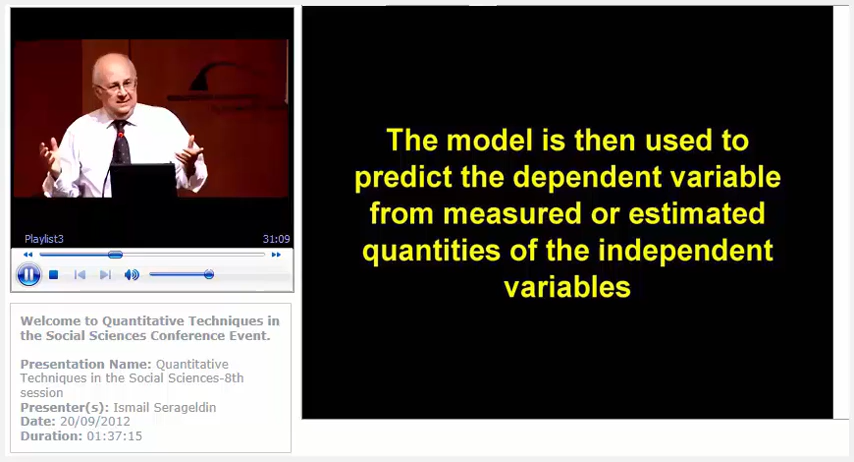 Playlist3
31:09
Welcome to Quantitative Techniques in
the Social Sciences Conference Event.
Presentation Name: Quantitative
Techniques in the Social Sciences-8th
session
Presenter(s): Ismail Serageldin
Date: 20/09/2012
Duration: 01:37:15
The model is then used to
predict the dependent variable
from measured or estimated
quantities of the independent
variables